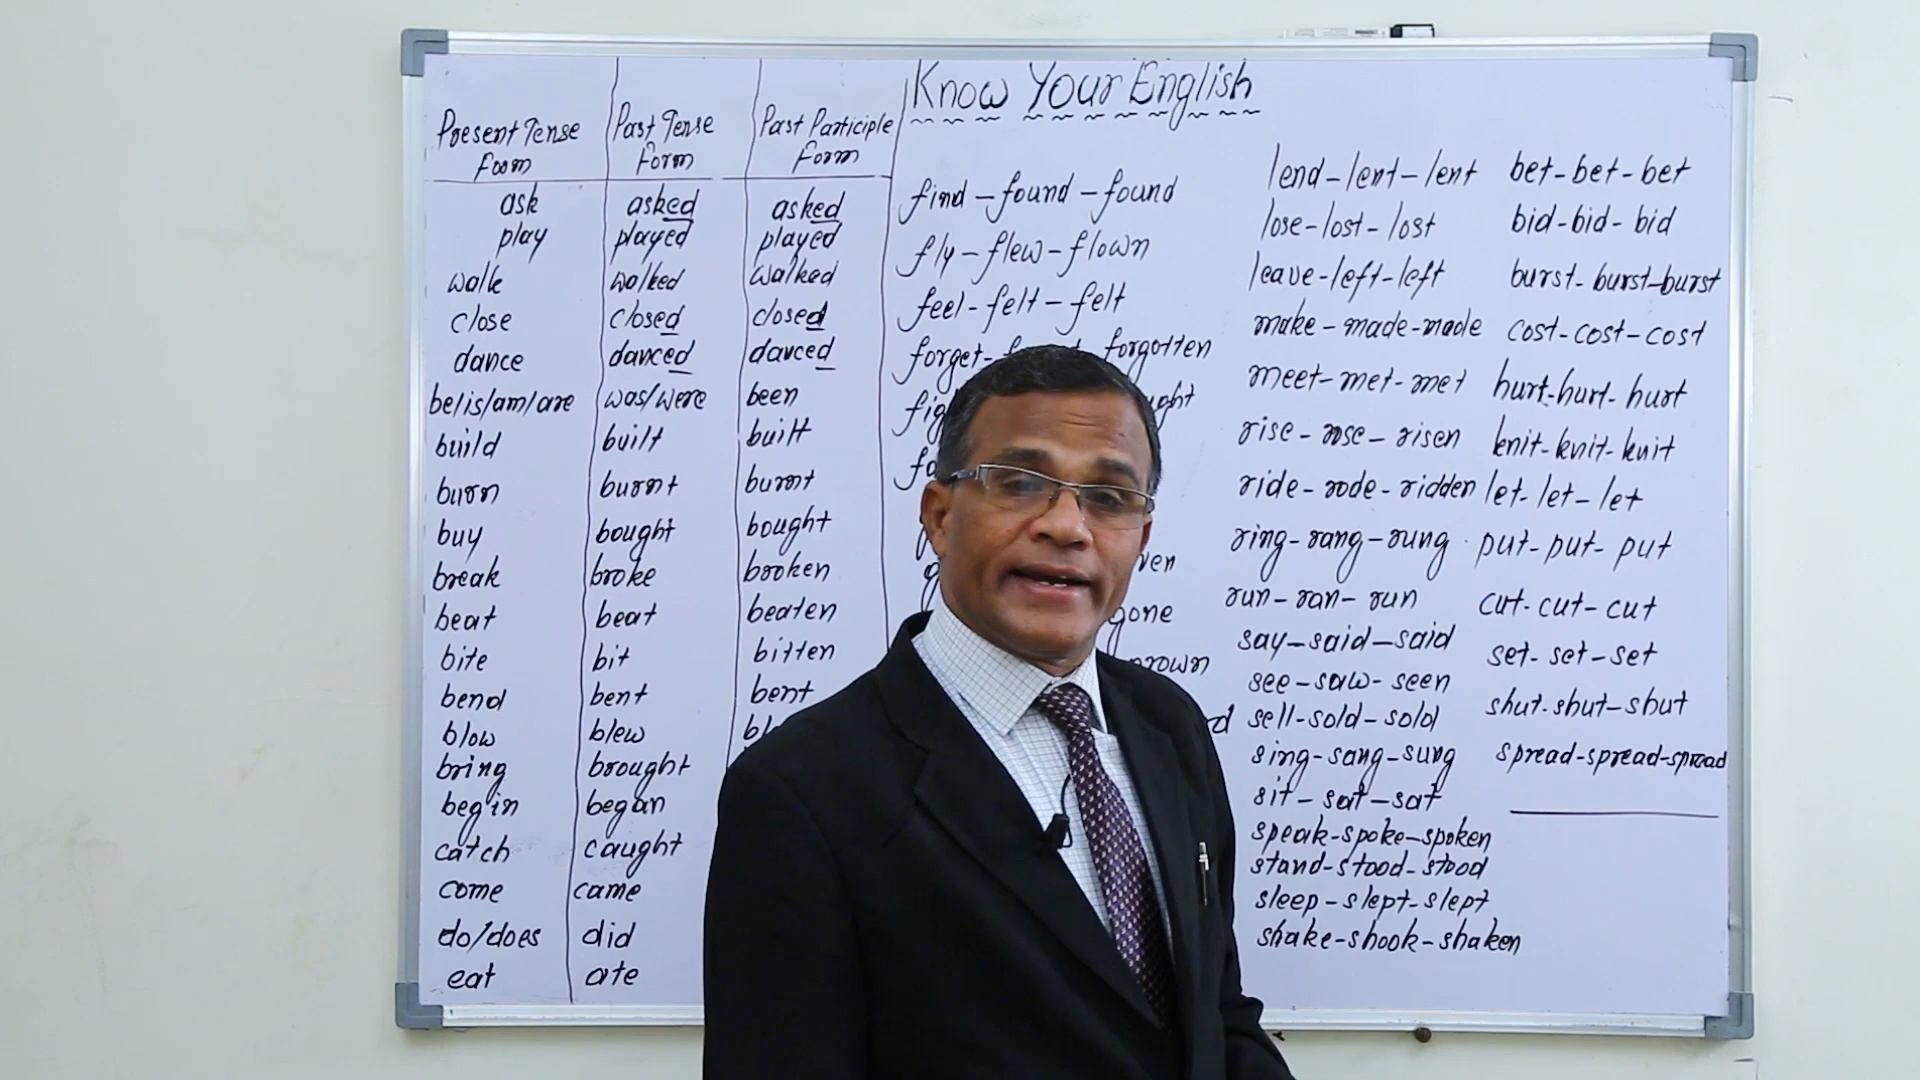 Know Your English
Present Tense Form Past Tense Form Past Participle Form
ask asked asked
play played played
walk walked walked
close closed closed
dance danced danced
be/is/am/are was/were been
build built built
burn burnt burnt
buy bought bought
break broke broken
beat beat beaten
bite bit bitten
bend bent bent
blow blew
bring brought
begin began
catch caught
come came
do/does did
eat ate
find - found - found
fly - flew - flown
feel - felt - felt
forget - forgotten
gone
lend - lent - lent
lose - lost - lost
leave - left - left
make - made - made
meet - met - met
rise - rose - risen
ride - rode - ridden
ring - rang - rung
run - ran - run
say - said - said
see - saw - seen
sell - sold - sold
sing - sang - sung
sit - sat - sat
speak - spoke - spoken
stand - stood - stood
sleep - slept - slept
shake - shook - shaken
bet - bet - bet
bid - bid - bid
burst - burst - burst
cost - cost - cost
hurt - hurt - hurt
knit - knit - knit
let - let - let
put - put - put
cut - cut - cut
set - set - set
shut - shut - shut
spread - spread - spread